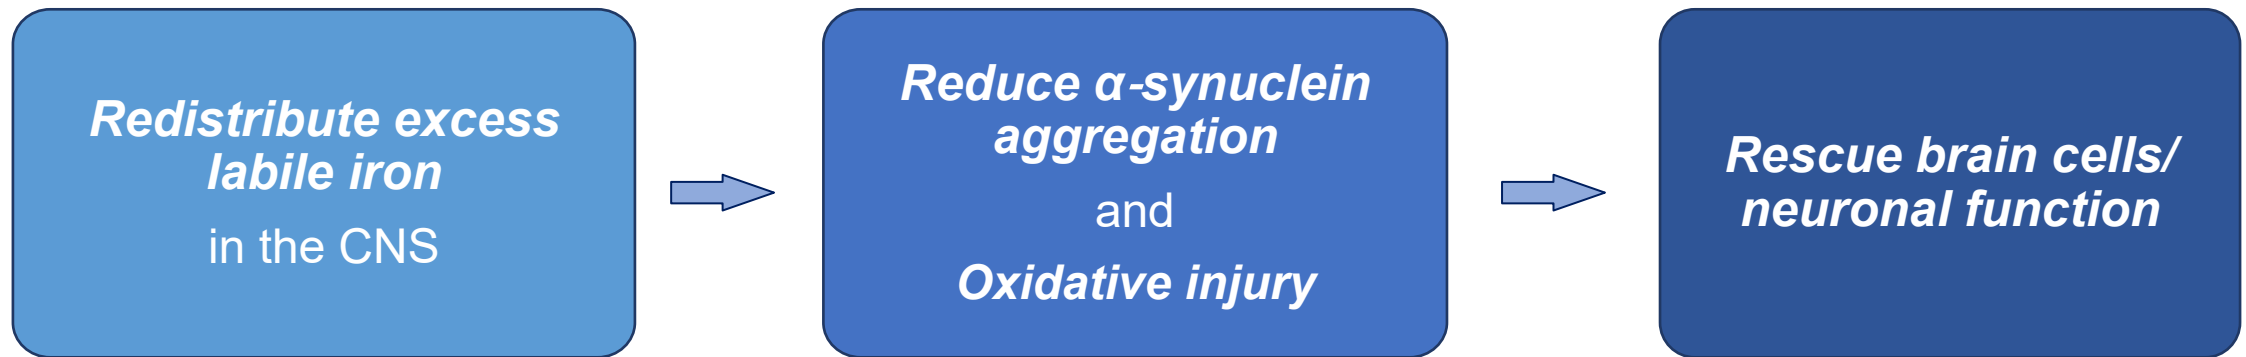 Redistribute excess
labile iron
in the CNS
Reduce α-synuclein
aggregation
and
Oxidative injury
Rescue brain cells/
neuronal function